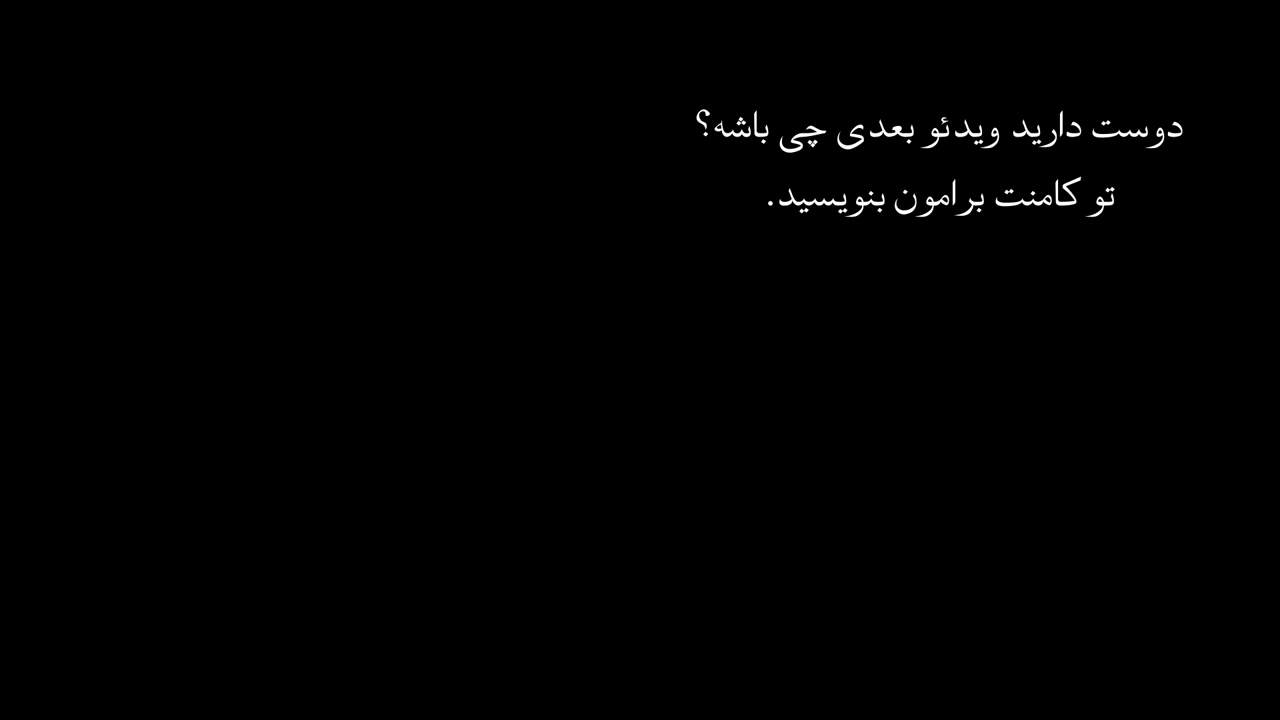 دوست دارید ویدئو بعدی چی باشه؟
تو کامنت برامون بنویسید.